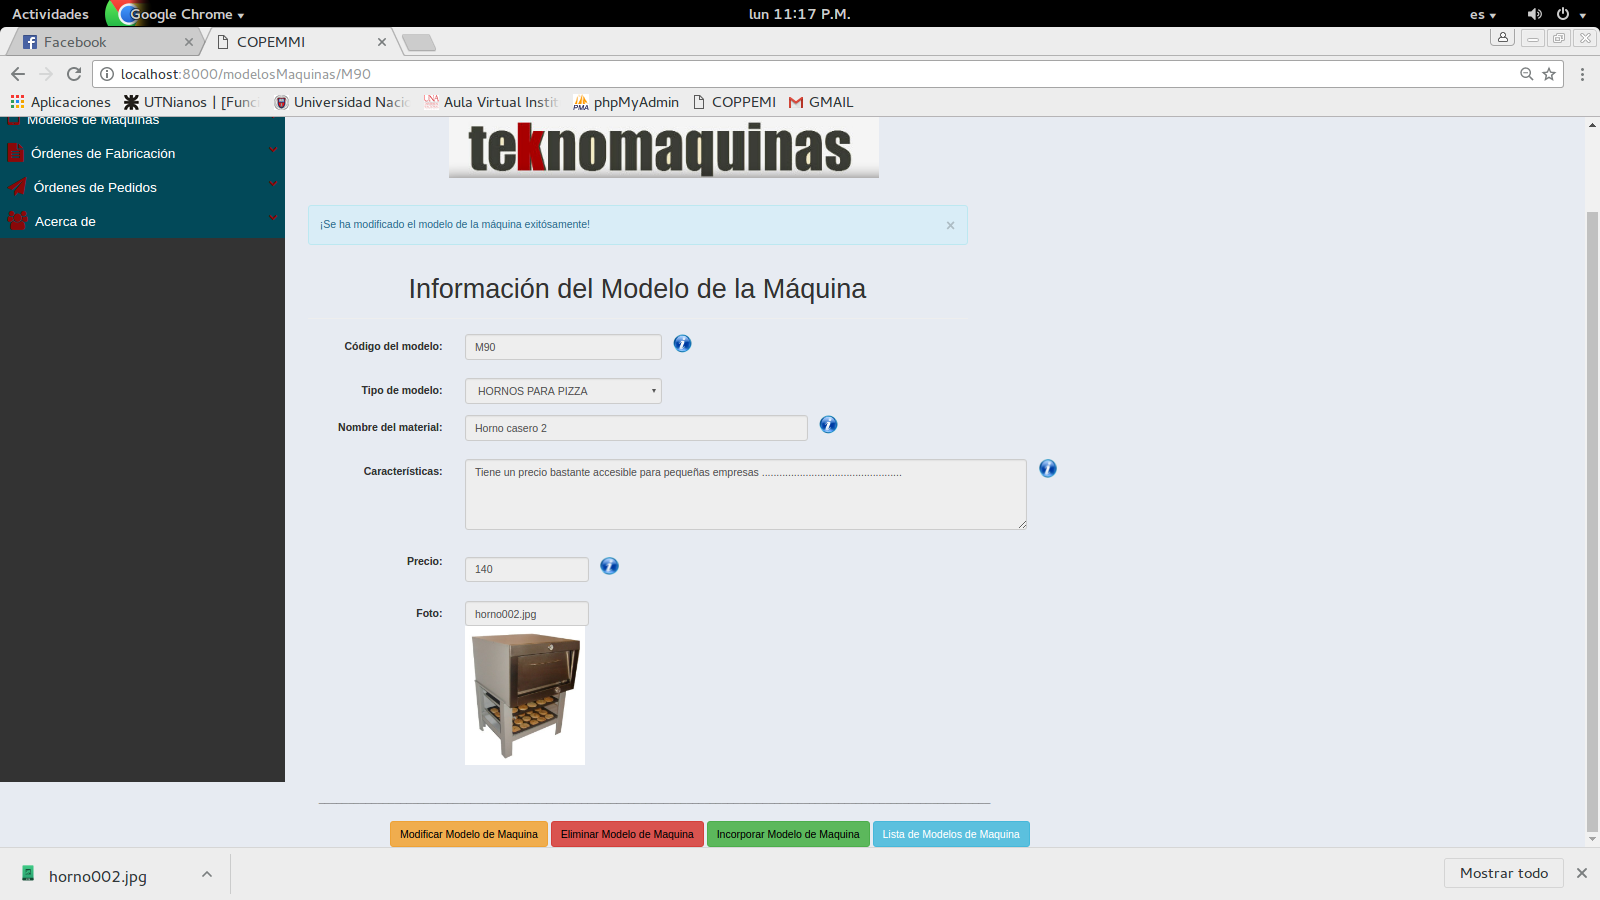 Actividades Google Chrome lun 11:17 P.M. es
Facebook COPEMMI
localhost:8000/modelosMaquinas/M90
Aplicaciones UTNianos | [Func Universidad Nacio Aula Virtual Instit phpMyAdmin COPPEMI GMAIL
Modelos de Máquinas
Órdenes de Fabricación
Órdenes de Pedidos
Acerca de
teknomaquinas
¡Se ha modificado el modelo de la máquina exitósamente! ×
Información del Modelo de la Máquina
Código del modelo: M90
Tipo de modelo: HORNOS PARA PIZZA
Nombre del material: Horno casero 2
Características: Tiene un precio bastante accesible para pequeñas empresas ................................................
Precio: 140
Foto: horno002.jpg
Modificar Modelo de Maquina Eliminar Modelo de Maquina Incorporar Modelo de Maquina Lista de Modelos de Maquina
horno002.jpg Mostrar todo